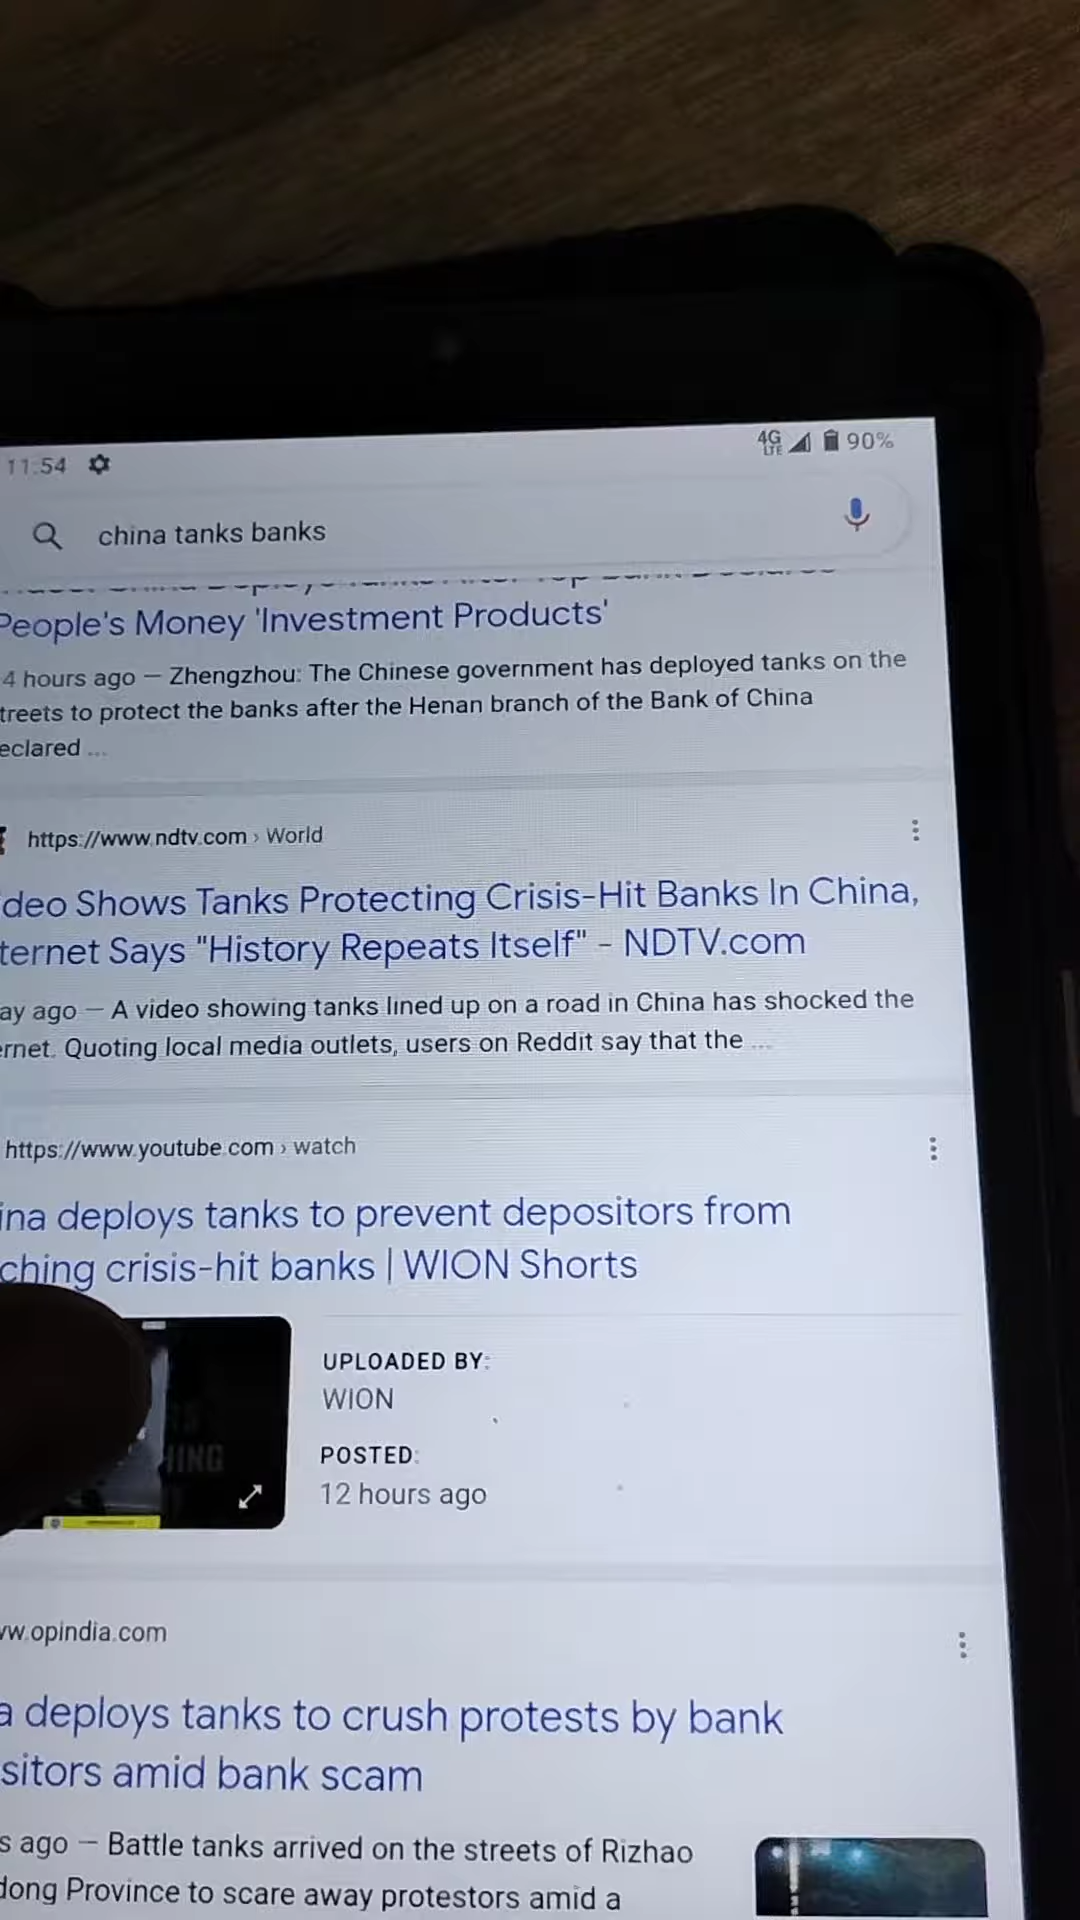 11:54
4G
LTE
90%
china tanks banks
People's Money 'Investment Products'
4 hours ago — Zhengzhou: The Chinese government has deployed tanks on the
treets to protect the banks after the Henan branch of the Bank of China
eclared ...
https://www.ndtv.com › World
deo Shows Tanks Protecting Crisis-Hit Banks In China,
ternet Says "History Repeats Itself" - NDTV.com
ay ago — A video showing tanks lined up on a road in China has shocked the
ernet. Quoting local media outlets, users on Reddit say that the ...
https://www.youtube.com › watch
ina deploys tanks to prevent depositors from
ching crisis-hit banks | WION Shorts
UPLOADED BY:
WION
POSTED:
12 hours ago
HING
ww.opindia.com
a deploys tanks to crush protests by bank
sitors amid bank scam
s ago — Battle tanks arrived on the streets of Rizhao
dong Province to scare away protestors amid a